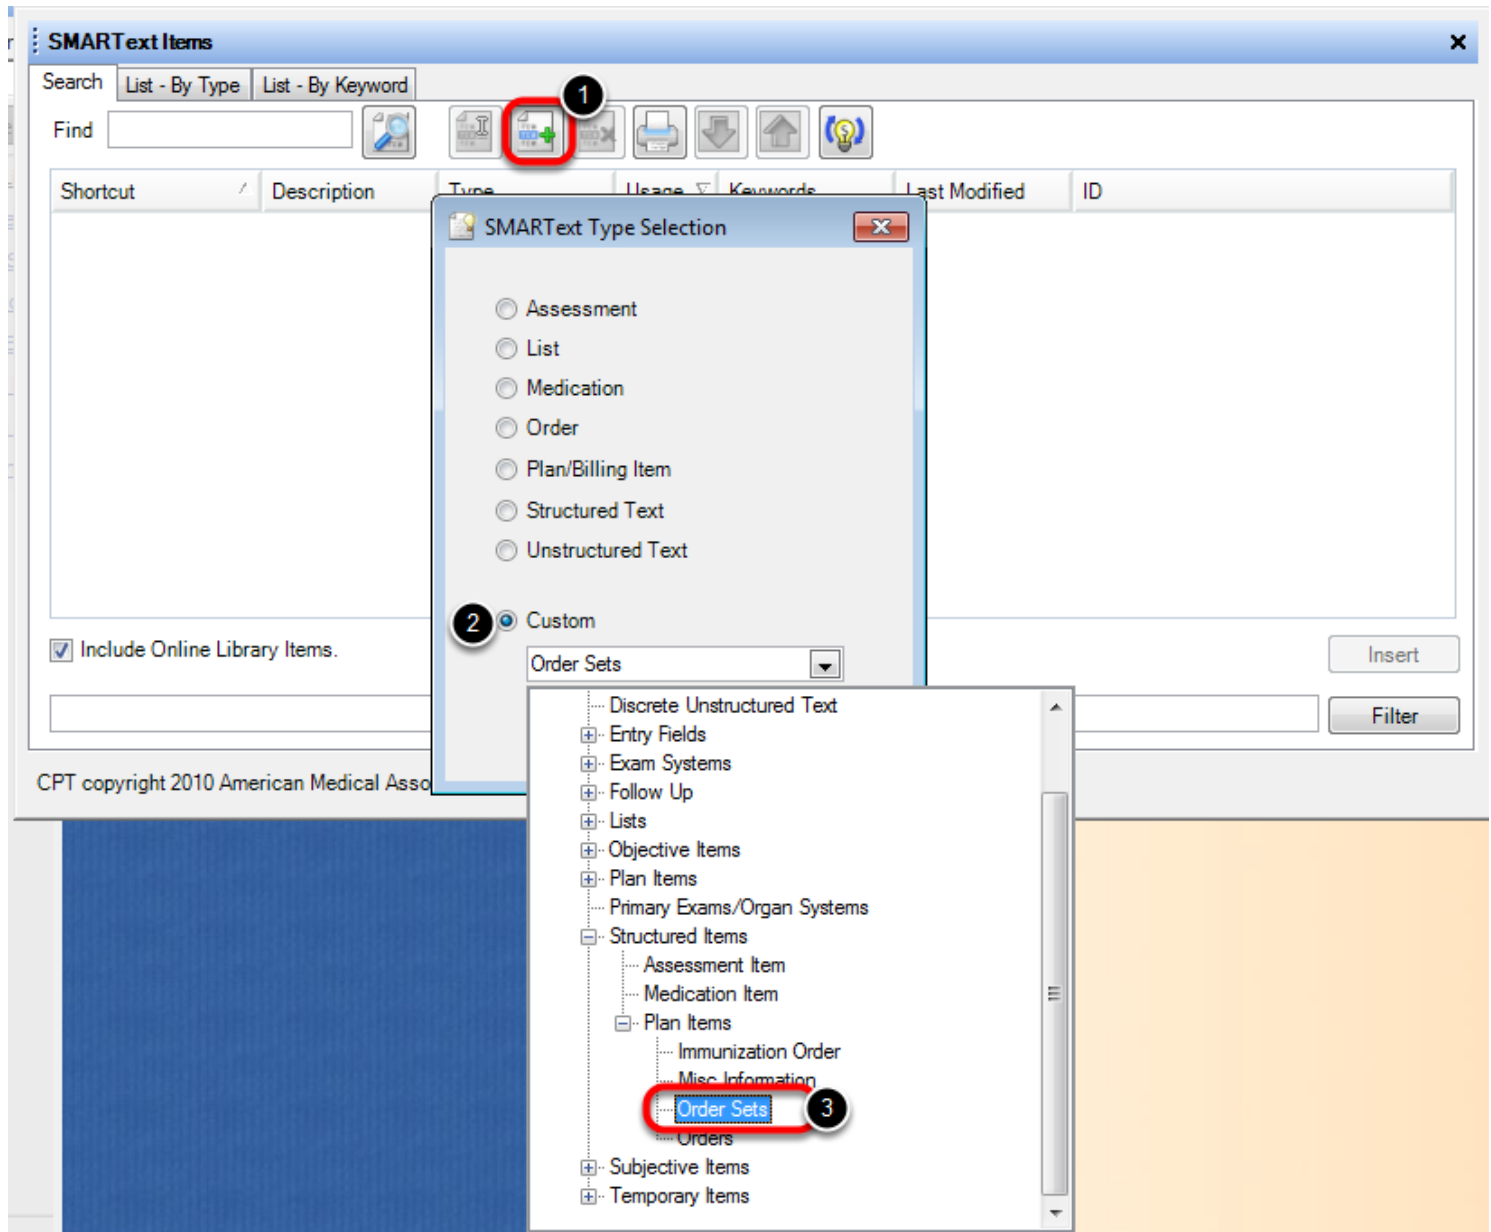 SMARText Items
Search List - By Type List - By Keyword
1
Find
Shortcut Description Type Usage Keywords Last Modified ID
SMARText Type Selection
Assessment
List
Medication
Order
Plan/Billing Item
Structured Text
Unstructured Text
2 Custom
Include Online Library Items.
Insert
Order Sets
Discrete Unstructured Text
Filter
Entry Fields
Exam Systems
CPT copyright 2010 American Medical Asso
Follow Up
Lists
Objective Items
Plan Items
Primary Exams/Organ Systems
Structured Items
Assessment Item
Medication Item
Plan Items
Immunization Order
Misc Information
Order Sets 3
Orders
Subjective Items
Temporary Items